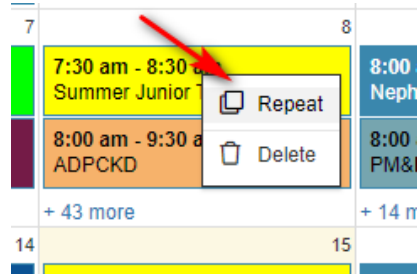 7
8
7:30 am - 8:30 am
Summer Junior
8:00
Neph
Repeat
Delete
8:00 am - 9:30 a
ADPCKD
8:00
PM&
+ 43 more
+ 14 m
14
15